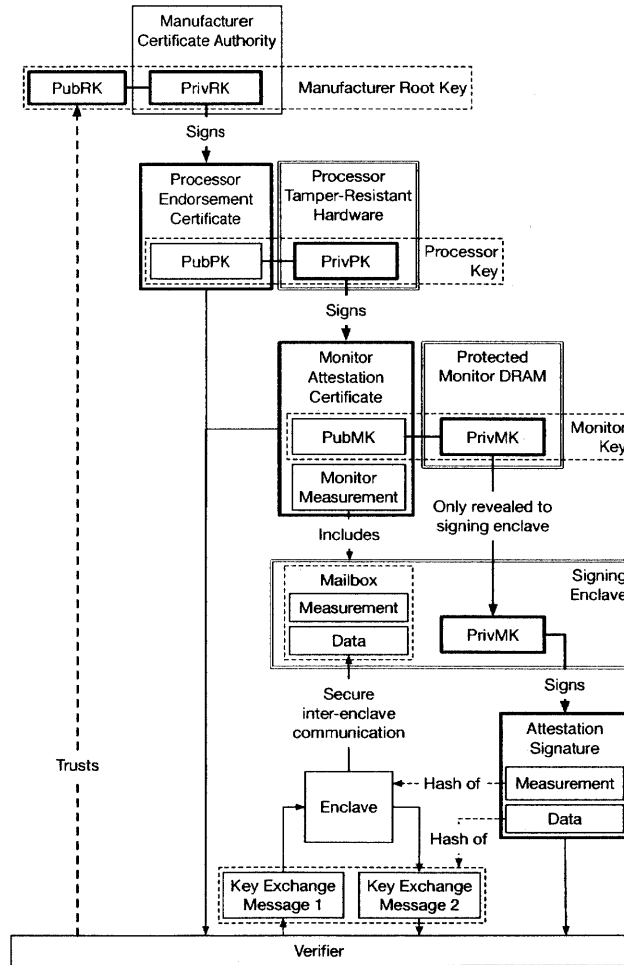 Manufacturer
Certificate Authority
PubRK
PrivRK
Manufacturer Root Key
Signs
Processor
Endorsement
Certificate
Processor
Tamper-Resistant
Hardware
PubPK
PrivPK
Processor
Key
Signs
Monitor
Attestation
Certificate
Protected
Monitor DRAM
PubMK
PrivMK
Monitor
Key
Monitor
Measurement
Only revealed to
signing enclave
Includes
Mailbox
Signing
Enclave
Measurement
Data
PrivMK
Secure
inter-enclave
communication
Signs
Attestation
Signature
Trusts
Enclave
Hash of
Measurement
Data
Hash of
Key Exchange
Message 1
Key Exchange
Message 2
Verifier